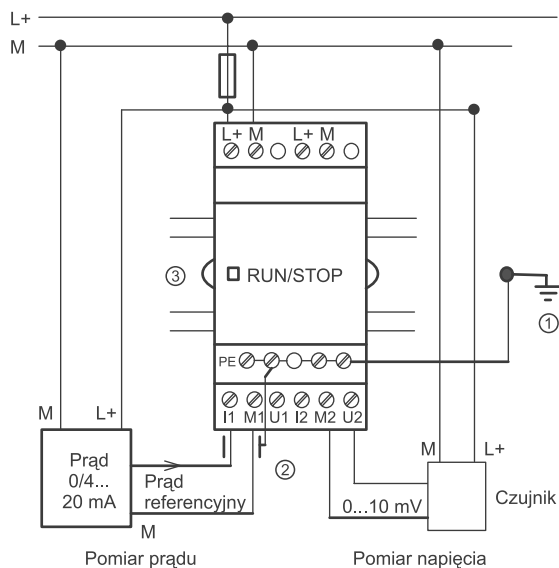 L+
M
L+ M L+ M
③ RUN/STOP
①
PE
I1 M1 U1 I2 M2 U2
M L+
②
M L+
Prąd
0/4...
20 mA
Prąd
referencyjny
M
0...10 mV
Czujnik
Pomiar prądu
Pomiar napięcia